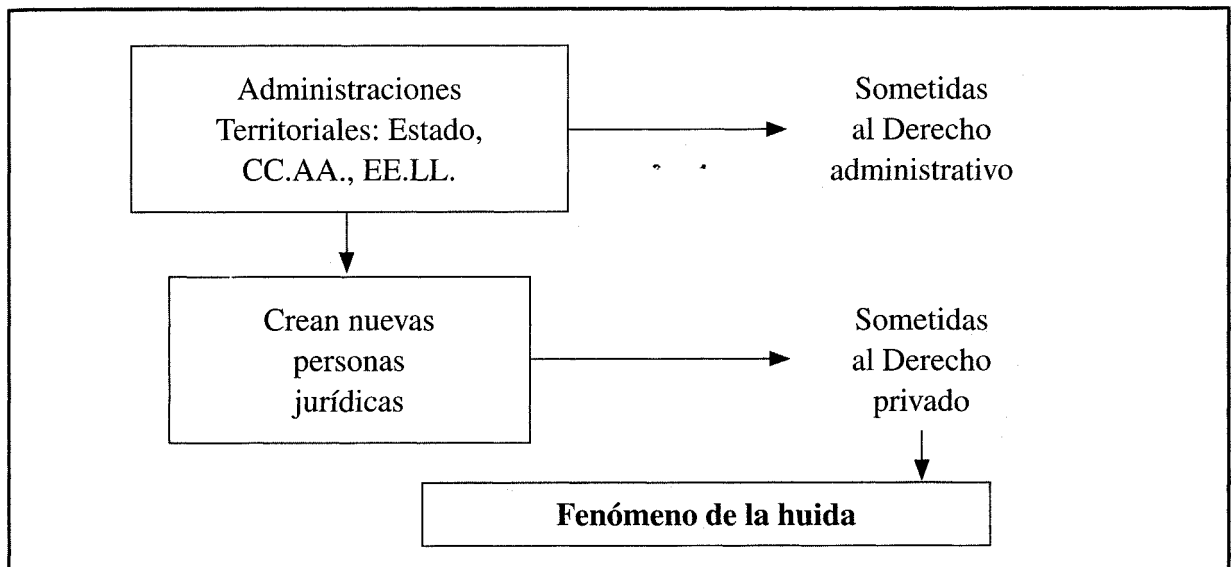 Administraciones
Territoriales: Estado,
CC.AA., EE.LL.
Sometidas
al Derecho
administrativo
Crean nuevas
personas
jurídicas
Sometidas
al Derecho
privado
Fenómeno de la huida